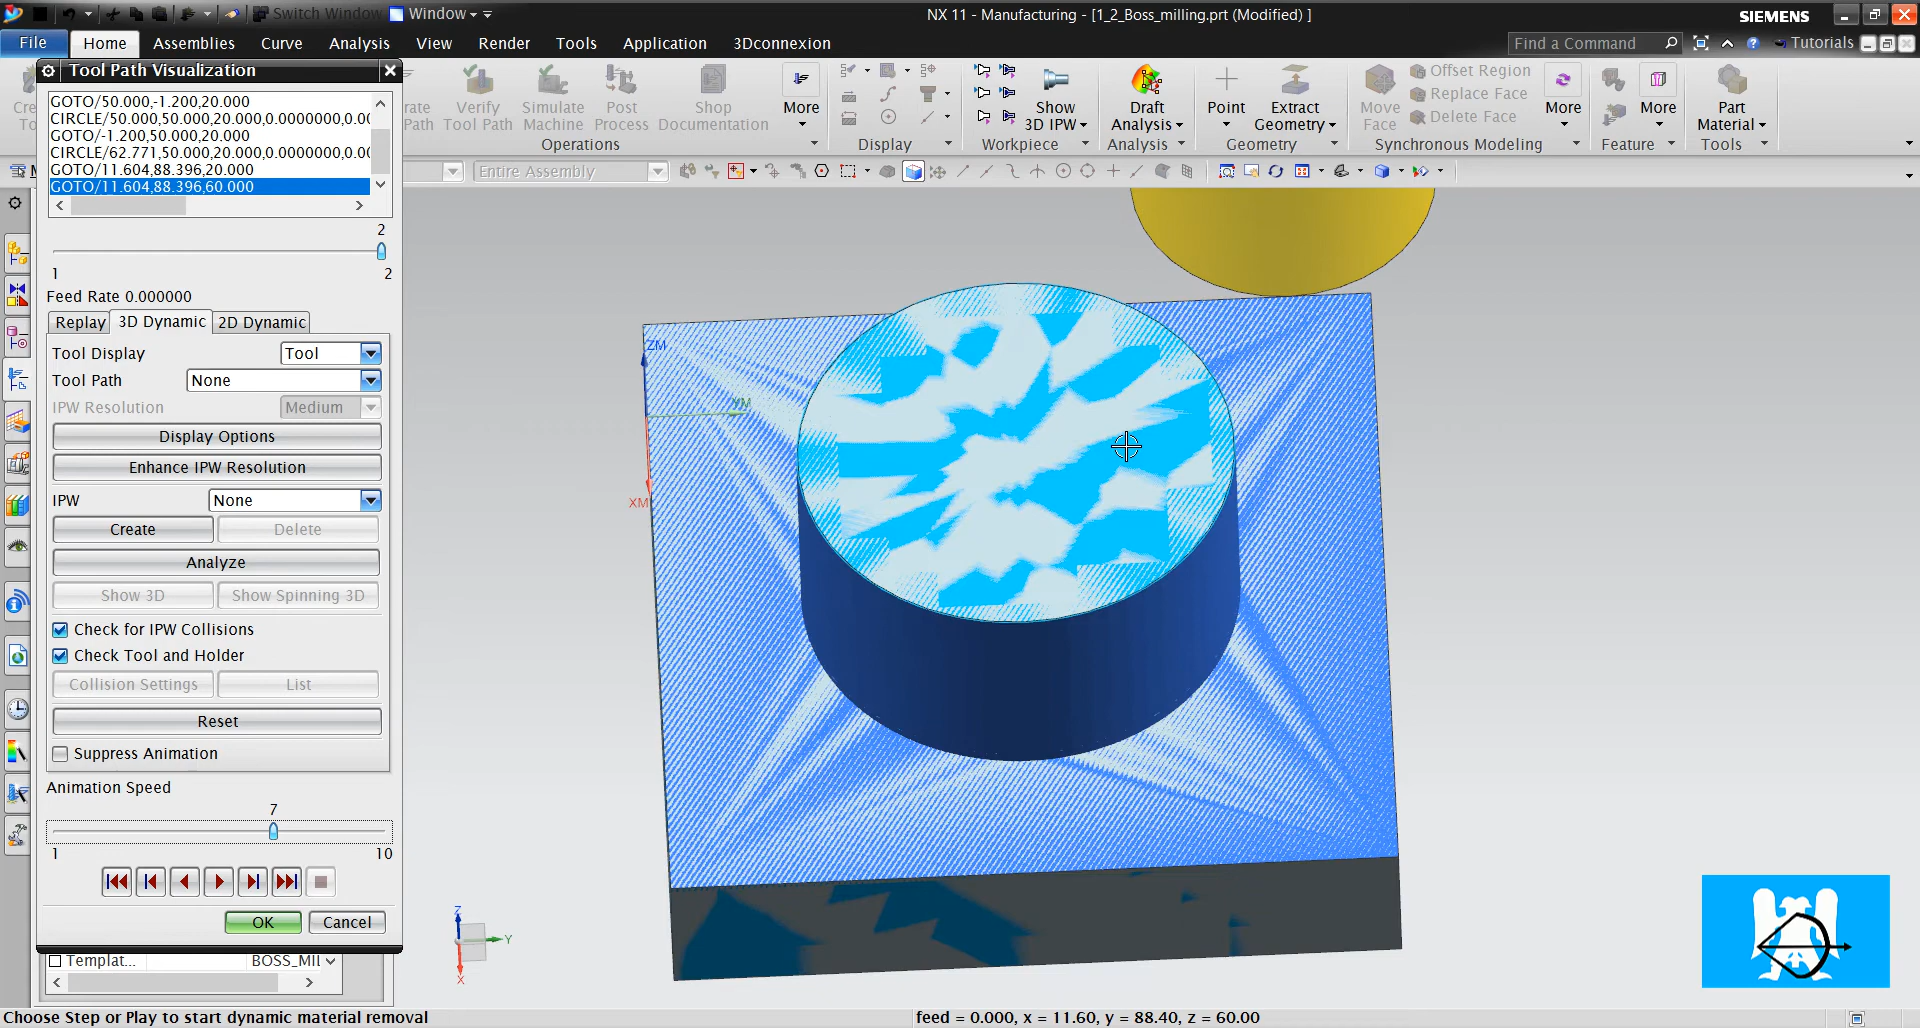 Switch Window Window
NX 11 - Manufacturing - [1_2_Boss_milling.prt (Modified) ]
SIEMENS
File Home Assemblies Curve Analysis View Render Tools Application 3Dconnexion
Find a Command
Tutorials
Tool Path Visualization
GOTO/50.000,-1.200,20.000
CIRCLE/50.000,50.000,20.000,0.0000000,0.00
GOTO/-1.200,50.000,20.000
CIRCLE/62.771,50.000,20.000,0.0000000,0.00
GOTO/11.604,88.396,20.000
GOTO/11.604,88.396,60.000
2
1 2
Feed Rate 0.000000
Replay 3D Dynamic 2D Dynamic
Tool Display Tool
Tool Path None
IPW Resolution Medium
Display Options
Enhance IPW Resolution
IPW None
Create Delete
Analyze
Show 3D Show Spinning 3D
Check for IPW Collisions
Check Tool and Holder
Collision Settings List
Reset
Suppress Animation
Animation Speed
7
1 10
OK Cancel
Templat... BOSS_MIL
Verify
Tool Path
Simulate
Machine
Post
Process
Shop
Documentation
More
Operations
Display
Show
3D IPW
Workpiece
Draft
Analysis
Analysis
Point
Extract
Geometry
Geometry
Move
Face
Offset Region
Replace Face
Delete Face
More
Synchronous Modeling
More
Feature
Part
Material
Tools
Entire Assembly
ZM
YM
XM
Z
Y
X
Choose Step or Play to start dynamic material removal
feed = 0.000, x = 11.60, y = 88.40, z = 60.00